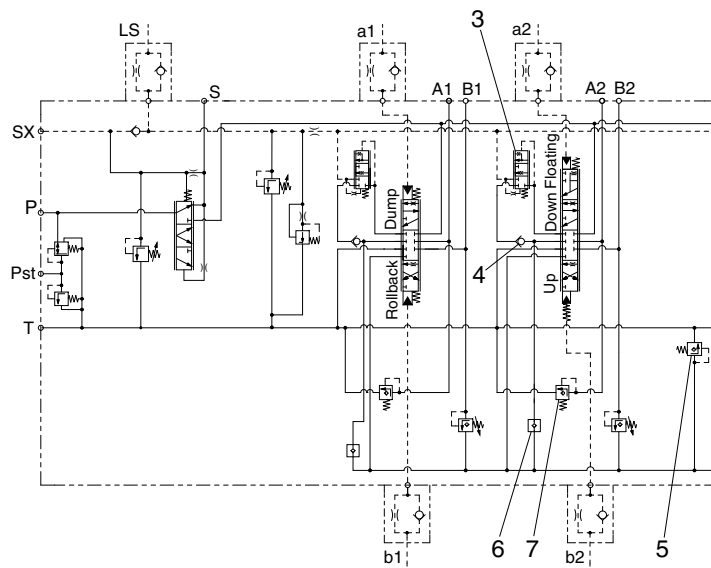 LS
a1
3
a2
S
A1 B1
A2 B2
SX
P
Pst
T
Dump
Rollback
Down Floating
Up
4
6
7
5
b1
b2